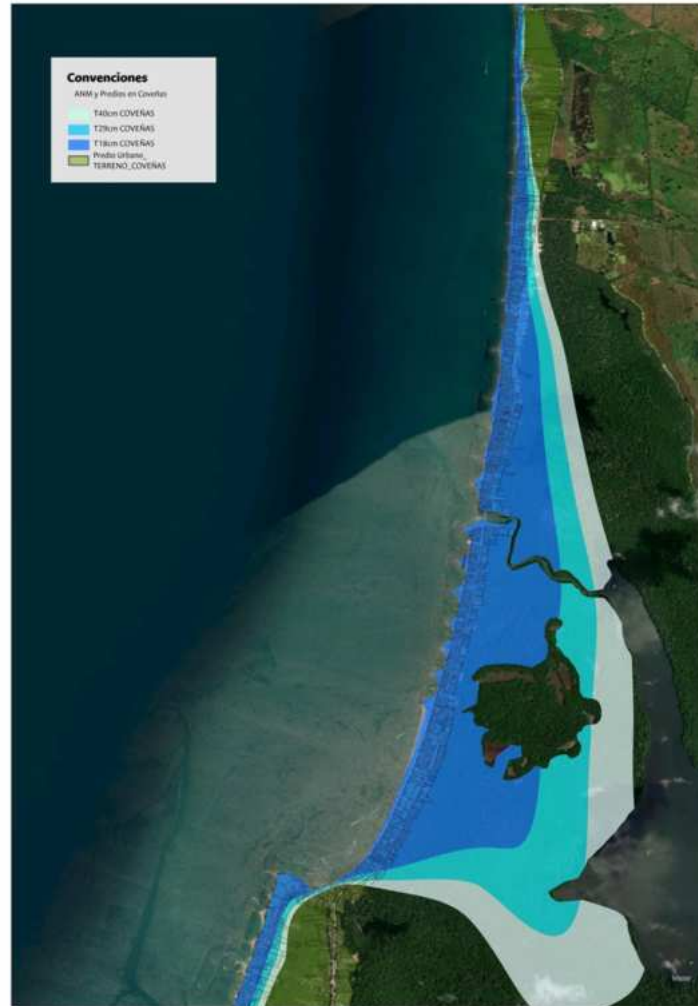 Convenciones
ANM y Predios en Coveñas
T40cm COVEÑAS
T29cm COVEÑAS
T18cm COVEÑAS
Predio Urbano_
TERRENO_COVEÑAS